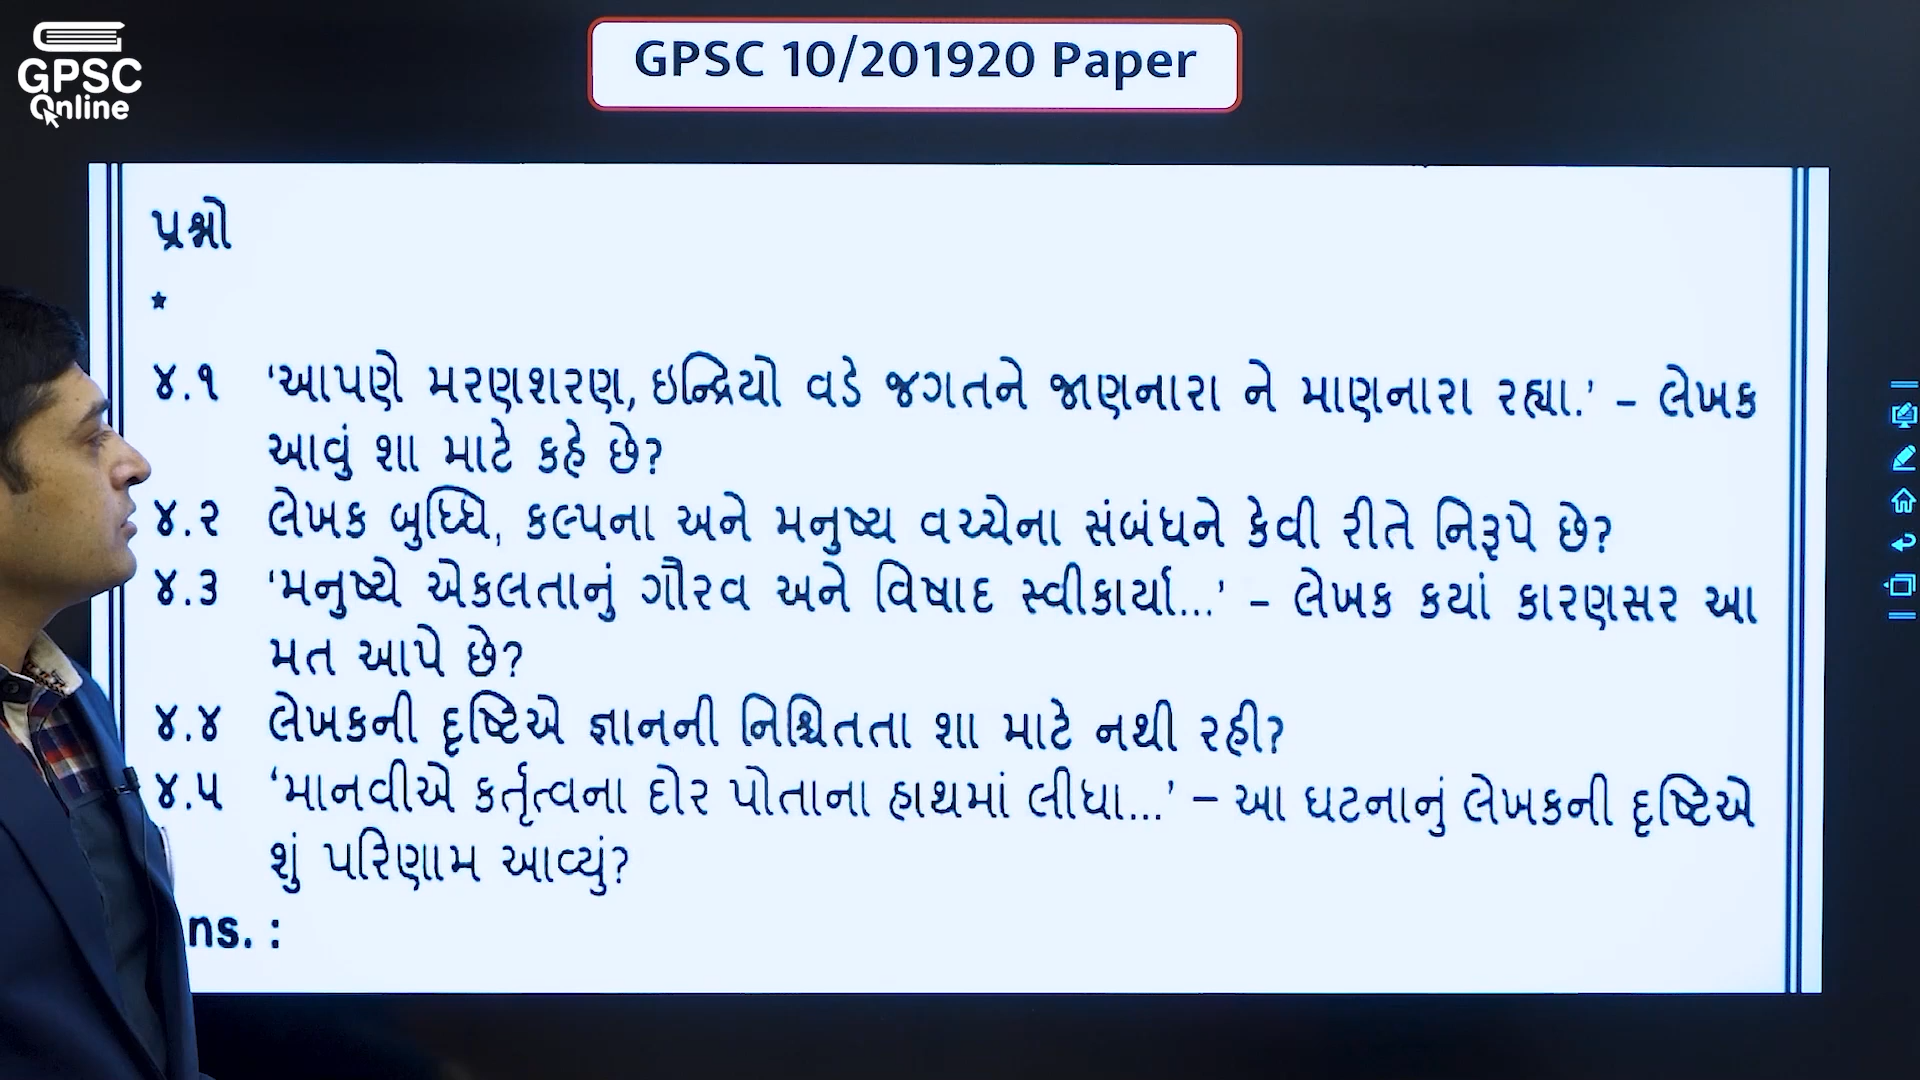 GPSC
Online
GPSC 10/201920 Paper
પ્રશ્નો
*
૪.૧ ‘આપણે મરણશરણ, ઇન્દ્રિયો વડે જગતને જાણનારા ને માણનારા રહ્યા.’ – લેખક
આવું શા માટે કહે છે?
૪.૨ લેખક બુધ્ધિ, કલ્પના અને મનુષ્ય વચ્ચેના સંબંધને કેવી રીતે નિરૂપે છે?
૪.૩ ‘મનુષ્યે એકલતાનું ગૌરવ અને વિષાદ સ્વીકાર્યા...’ – લેખક કયાં કારણસર આ
મત આપે છે?
૪.૪ લેખકની દૃષ્ટિએ જ્ઞાનની નિશ્ચિતતા શા માટે નથી રહી?
૪.૫ ‘માનવીએ કર્તૃત્વના દોર પોતાના હાથમાં લીધા...’ – આ ઘટનાનું લેખકની દૃષ્ટિએ
શું પરિણામ આવ્યું?
ns. :